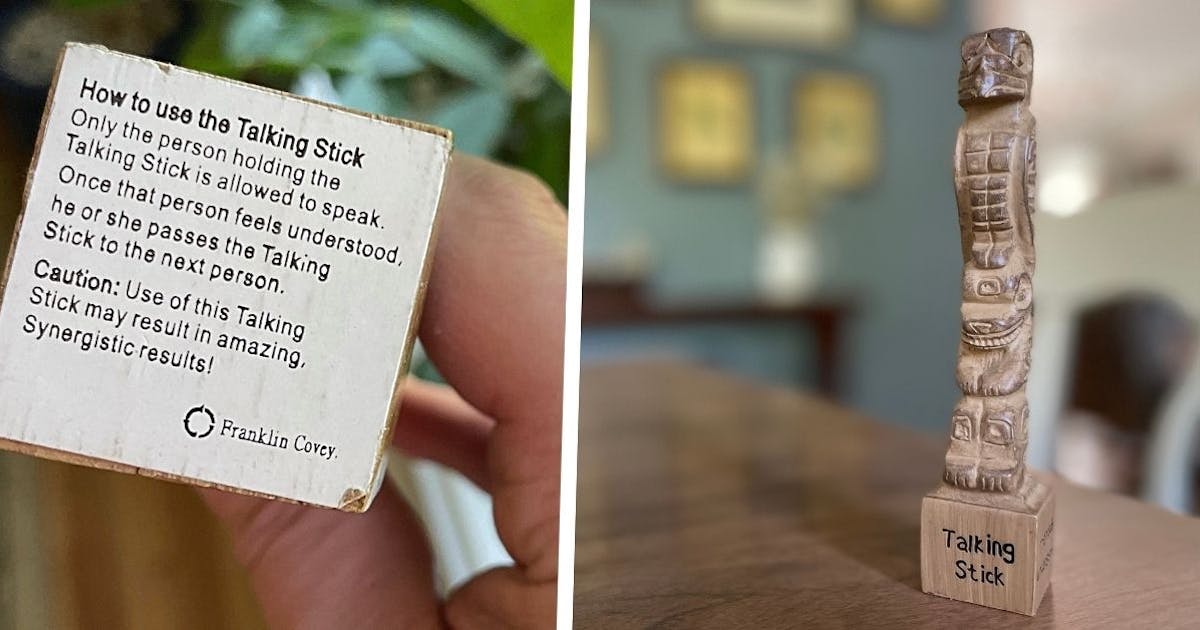 How to use the Talking Stick
Only the person holding the
Talking Stick is allowed to speak.
Once that person feels understood,
he or she passes the Talking
Stick to the next person.
Caution: Use of this Talking
Stick may result in amazing,
Synergistic results!
Franklin Covey.
Talking
Stick